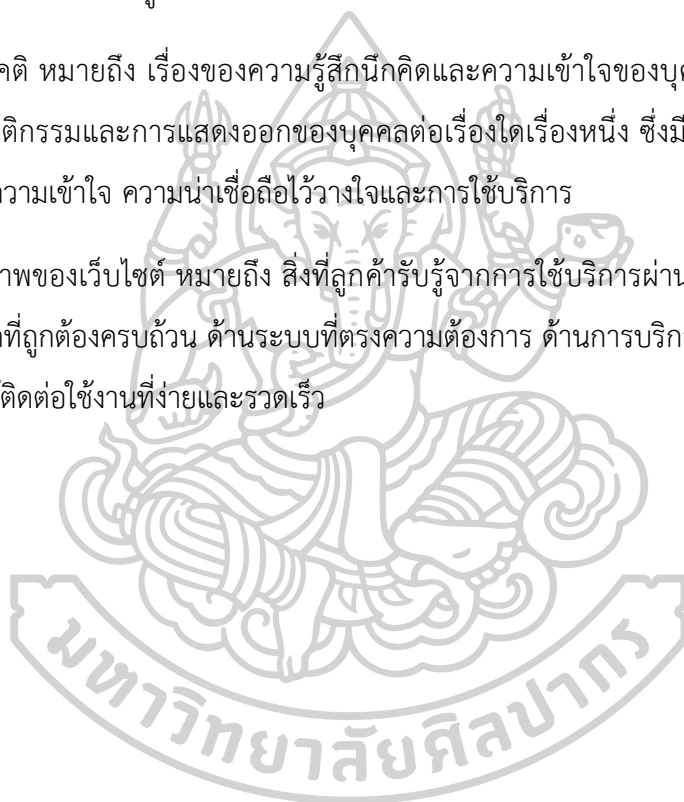 คติ หมายถึง เรื่องของความรู้สึกนึกคิดและความเข้าใจของบุค
ติกรรมและการแสดงออกของบุคคลต่อเรื่องใดเรื่องหนึ่ง ซึ่งมี
วามเข้าใจ ความน่าเชื่อถือไว้วางใจและการใช้บริการ
าพของเว็บไซต์ หมายถึง สิ่งที่ลูกค้ารับรู้จากการใช้บริการผ่าน
ที่ถูกต้องครบถ้วน ด้านระบบที่ตรงความต้องการ ด้านการบริก
ติดต่อใช้งานที่ง่ายและรวดเร็ว
มหาวิทยาลัยศิลปากร